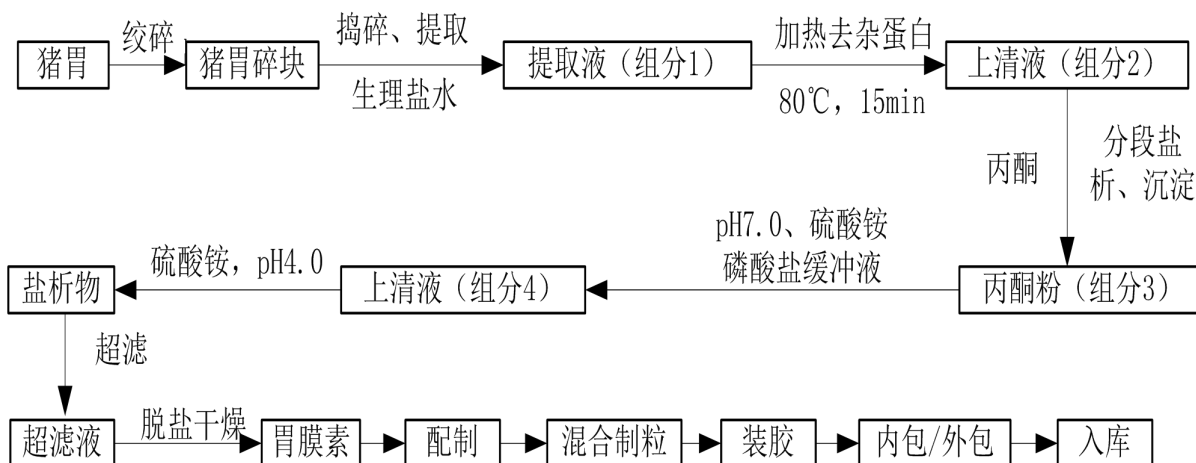 猪胃
绞碎
猪胃碎块
捣碎、提取
生理盐水
提取液（组分1）
加热去杂蛋白
80℃，15min
上清液（组分2）
丙酮
分段盐
析、沉淀
丙酮粉（组分3）
pH7.0、硫酸铵
磷酸盐缓冲液
上清液（组分4）
硫酸铵，pH4.0
盐析物
超滤
超滤液
脱盐干燥
胃膜素
配制
混合制粒
装胶
内包/外包
入库